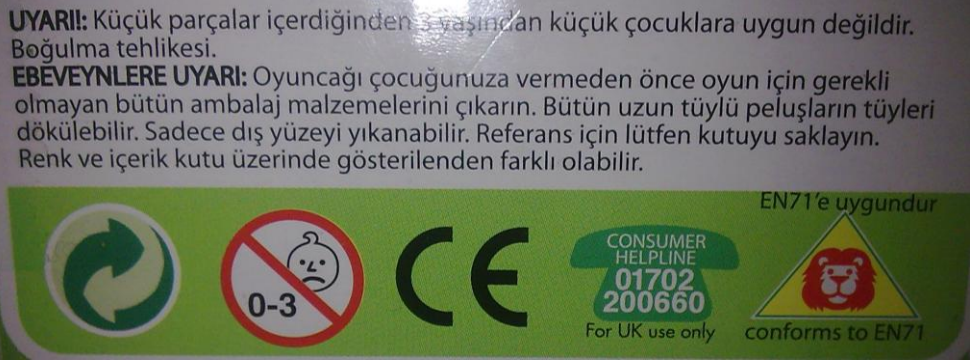 UYARI!: Küçük parçalar içerdiğinden 3 yaşından küçük çocuklara uygun değildir.
Boğulma tehlikesi.
EBEVEYNLERE UYARI: Oyuncağı çocuğunuza vermeden önce oyun için gerekli
olmayan bütün ambalaj malzemelerini çıkarın. Bütün uzun tüylü peluşların tüyleri
dökülebilir. Sadece dış yüzeyi yıkanabilir. Referans için lütfen kutuyu saklayın.
Renk ve içerik kutu üzerinde gösterilenden farklı olabilir.
0-3
CE
CONSUMER
HELPLINE
01702
200660
For UK use only
EN71'e uygundur
conforms to EN71